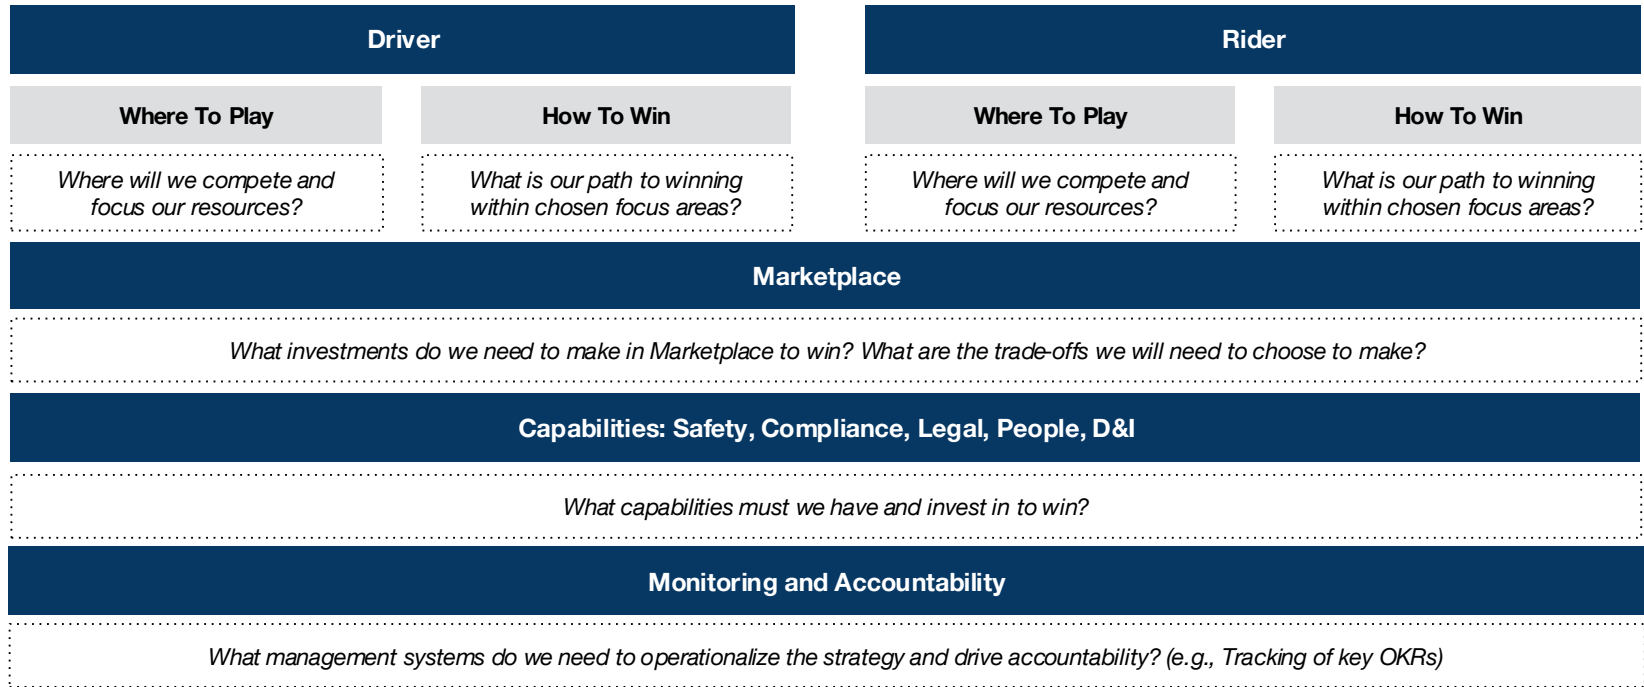 Driver
Rider
Where To Play
How To Win
Where To Play
How To Win
Where will we compete and
focus our resources?
What is our path to winning
within chosen focus areas?
Where will we compete and
focus our resources?
What is our path to winning
within chosen focus areas?
Marketplace
What investments do we need to make in Marketplace to win? What are the trade-offs we will need to choose to make?
Capabilities: Safety, Compliance, Legal, People, D&I
What capabilities must we have and invest in to win?
Monitoring and Accountability
What management systems do we need to operationalize the strategy and drive accountability? (e.g., Tracking of key OKRs)